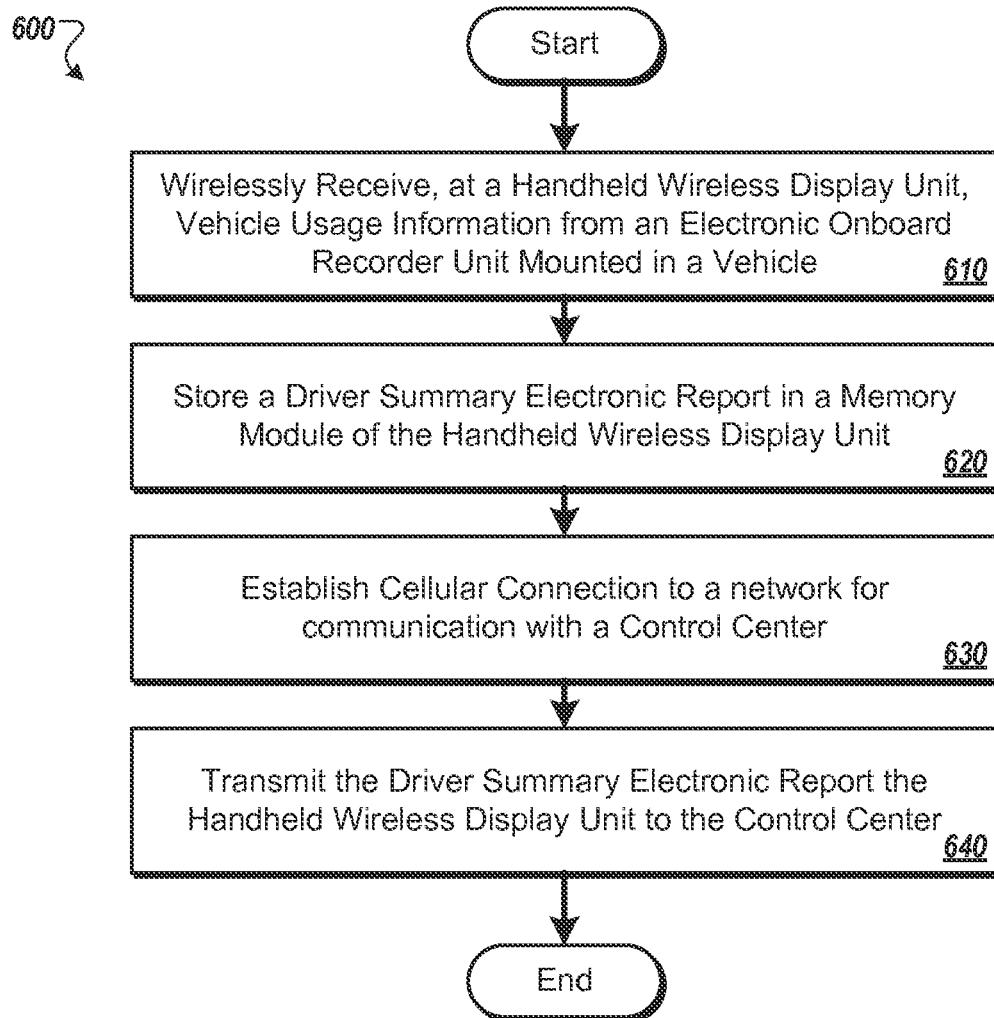 600
Start
Wirelessly Receive, at a Handheld Wireless Display Unit,
Vehicle Usage Information from an Electronic Onboard
Recorder Unit Mounted in a Vehicle
610
Store a Driver Summary Electronic Report in a Memory
Module of the Handheld Wireless Display Unit
620
Establish Cellular Connection to a network for
communication with a Control Center
630
Transmit the Driver Summary Electronic Report the
Handheld Wireless Display Unit to the Control Center
640
End